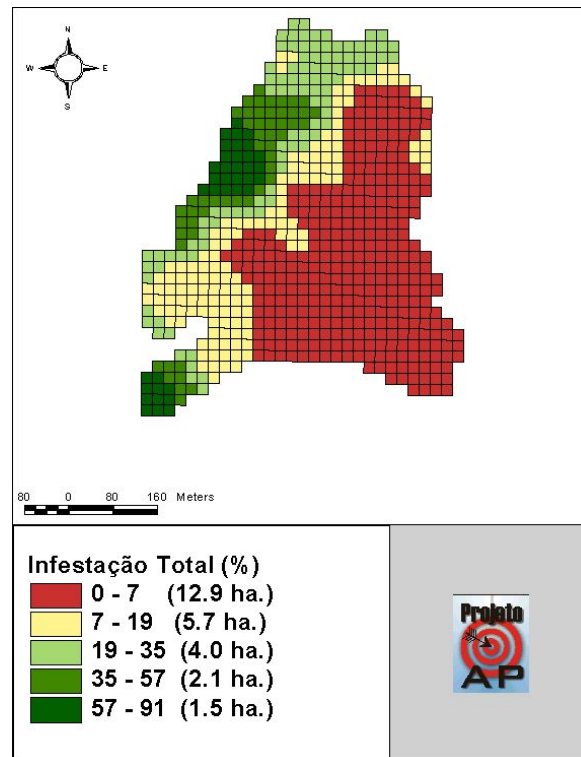 N
W E
S
80 0 80 160 Meters
Infestação Total (%)
0 - 7 (12.9 ha.)
7 - 19 (5.7 ha.)
19 - 35 (4.0 ha.)
35 - 57 (2.1 ha.)
57 - 91 (1.5 ha.)
Projeto
AP